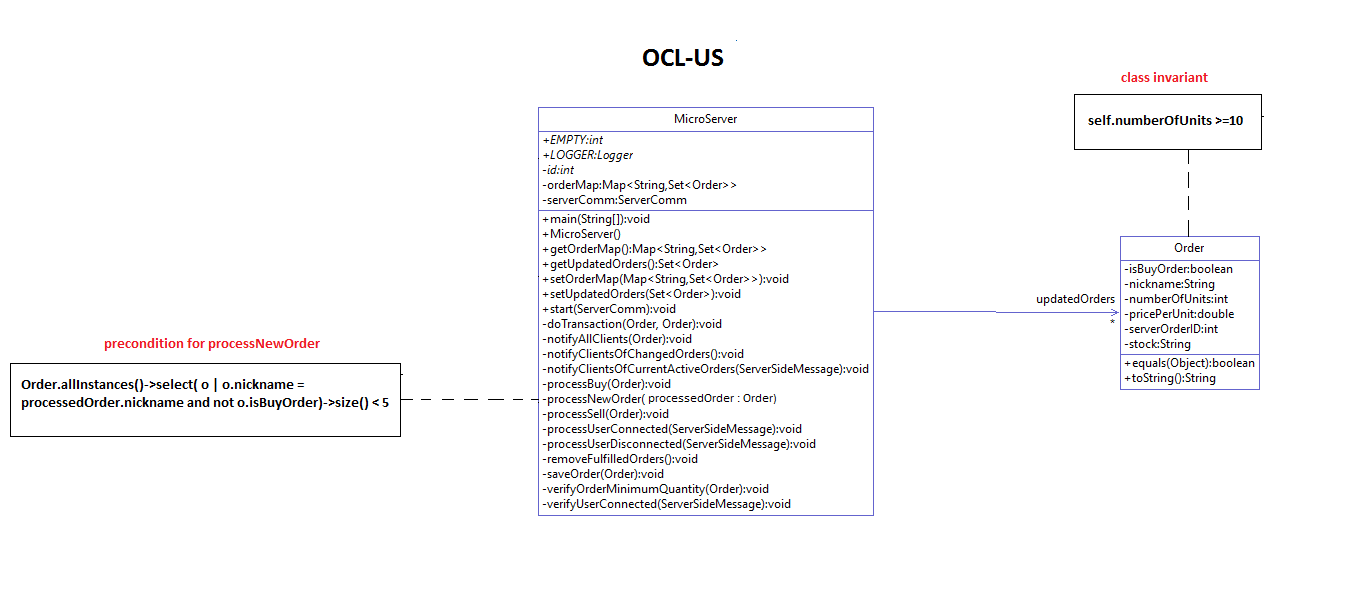 OCL-US
class invariant
self.numberOfUnits >=10
MicroServer
+EMPTY:int
+LOGGER:Logger
-id:int
-orderMap:Map<String,Set<Order>>
-serverComm:ServerComm
+main(String[]):void
+MicroServer()
+getOrderMap():Map<String,Set<Order>>
+getUpdatedOrders():Set<Order>
+setOrderMap(Map<String,Set<Order>>):void
+setUpdatedOrders(Set<Order>):void
+start(ServerComm):void
-doTransaction(Order, Order):void
-notifyAllClients(Order):void
-notifyClientsOfChangedOrders():void
-notifyClientsOfCurrentActiveOrders(ServerSideMessage):void
-processBuy(Order):void
-processNewOrder( processedOrder : Order)
-processSell(Order):void
-processUserConnected(ServerSideMessage):void
-processUserDisconnected(ServerSideMessage):void
-removeFulfilledOrders():void
-saveOrder(Order):void
-verifyOrderMinimumQuantity(Order):void
-verifyUserConnected(ServerSideMessage):void
updatedOrders
*
Order
-isBuyOrder:boolean
-nickname:String
-numberOfUnits:int
-pricePerUnit:double
-serverOrderID:int
-stock:String
+equals(Object):boolean
+toString():String
precondition for processNewOrder
Order.allInstances()->select( o | o.nickname =
processedOrder.nickname and not o.isBuyOrder)->size() < 5